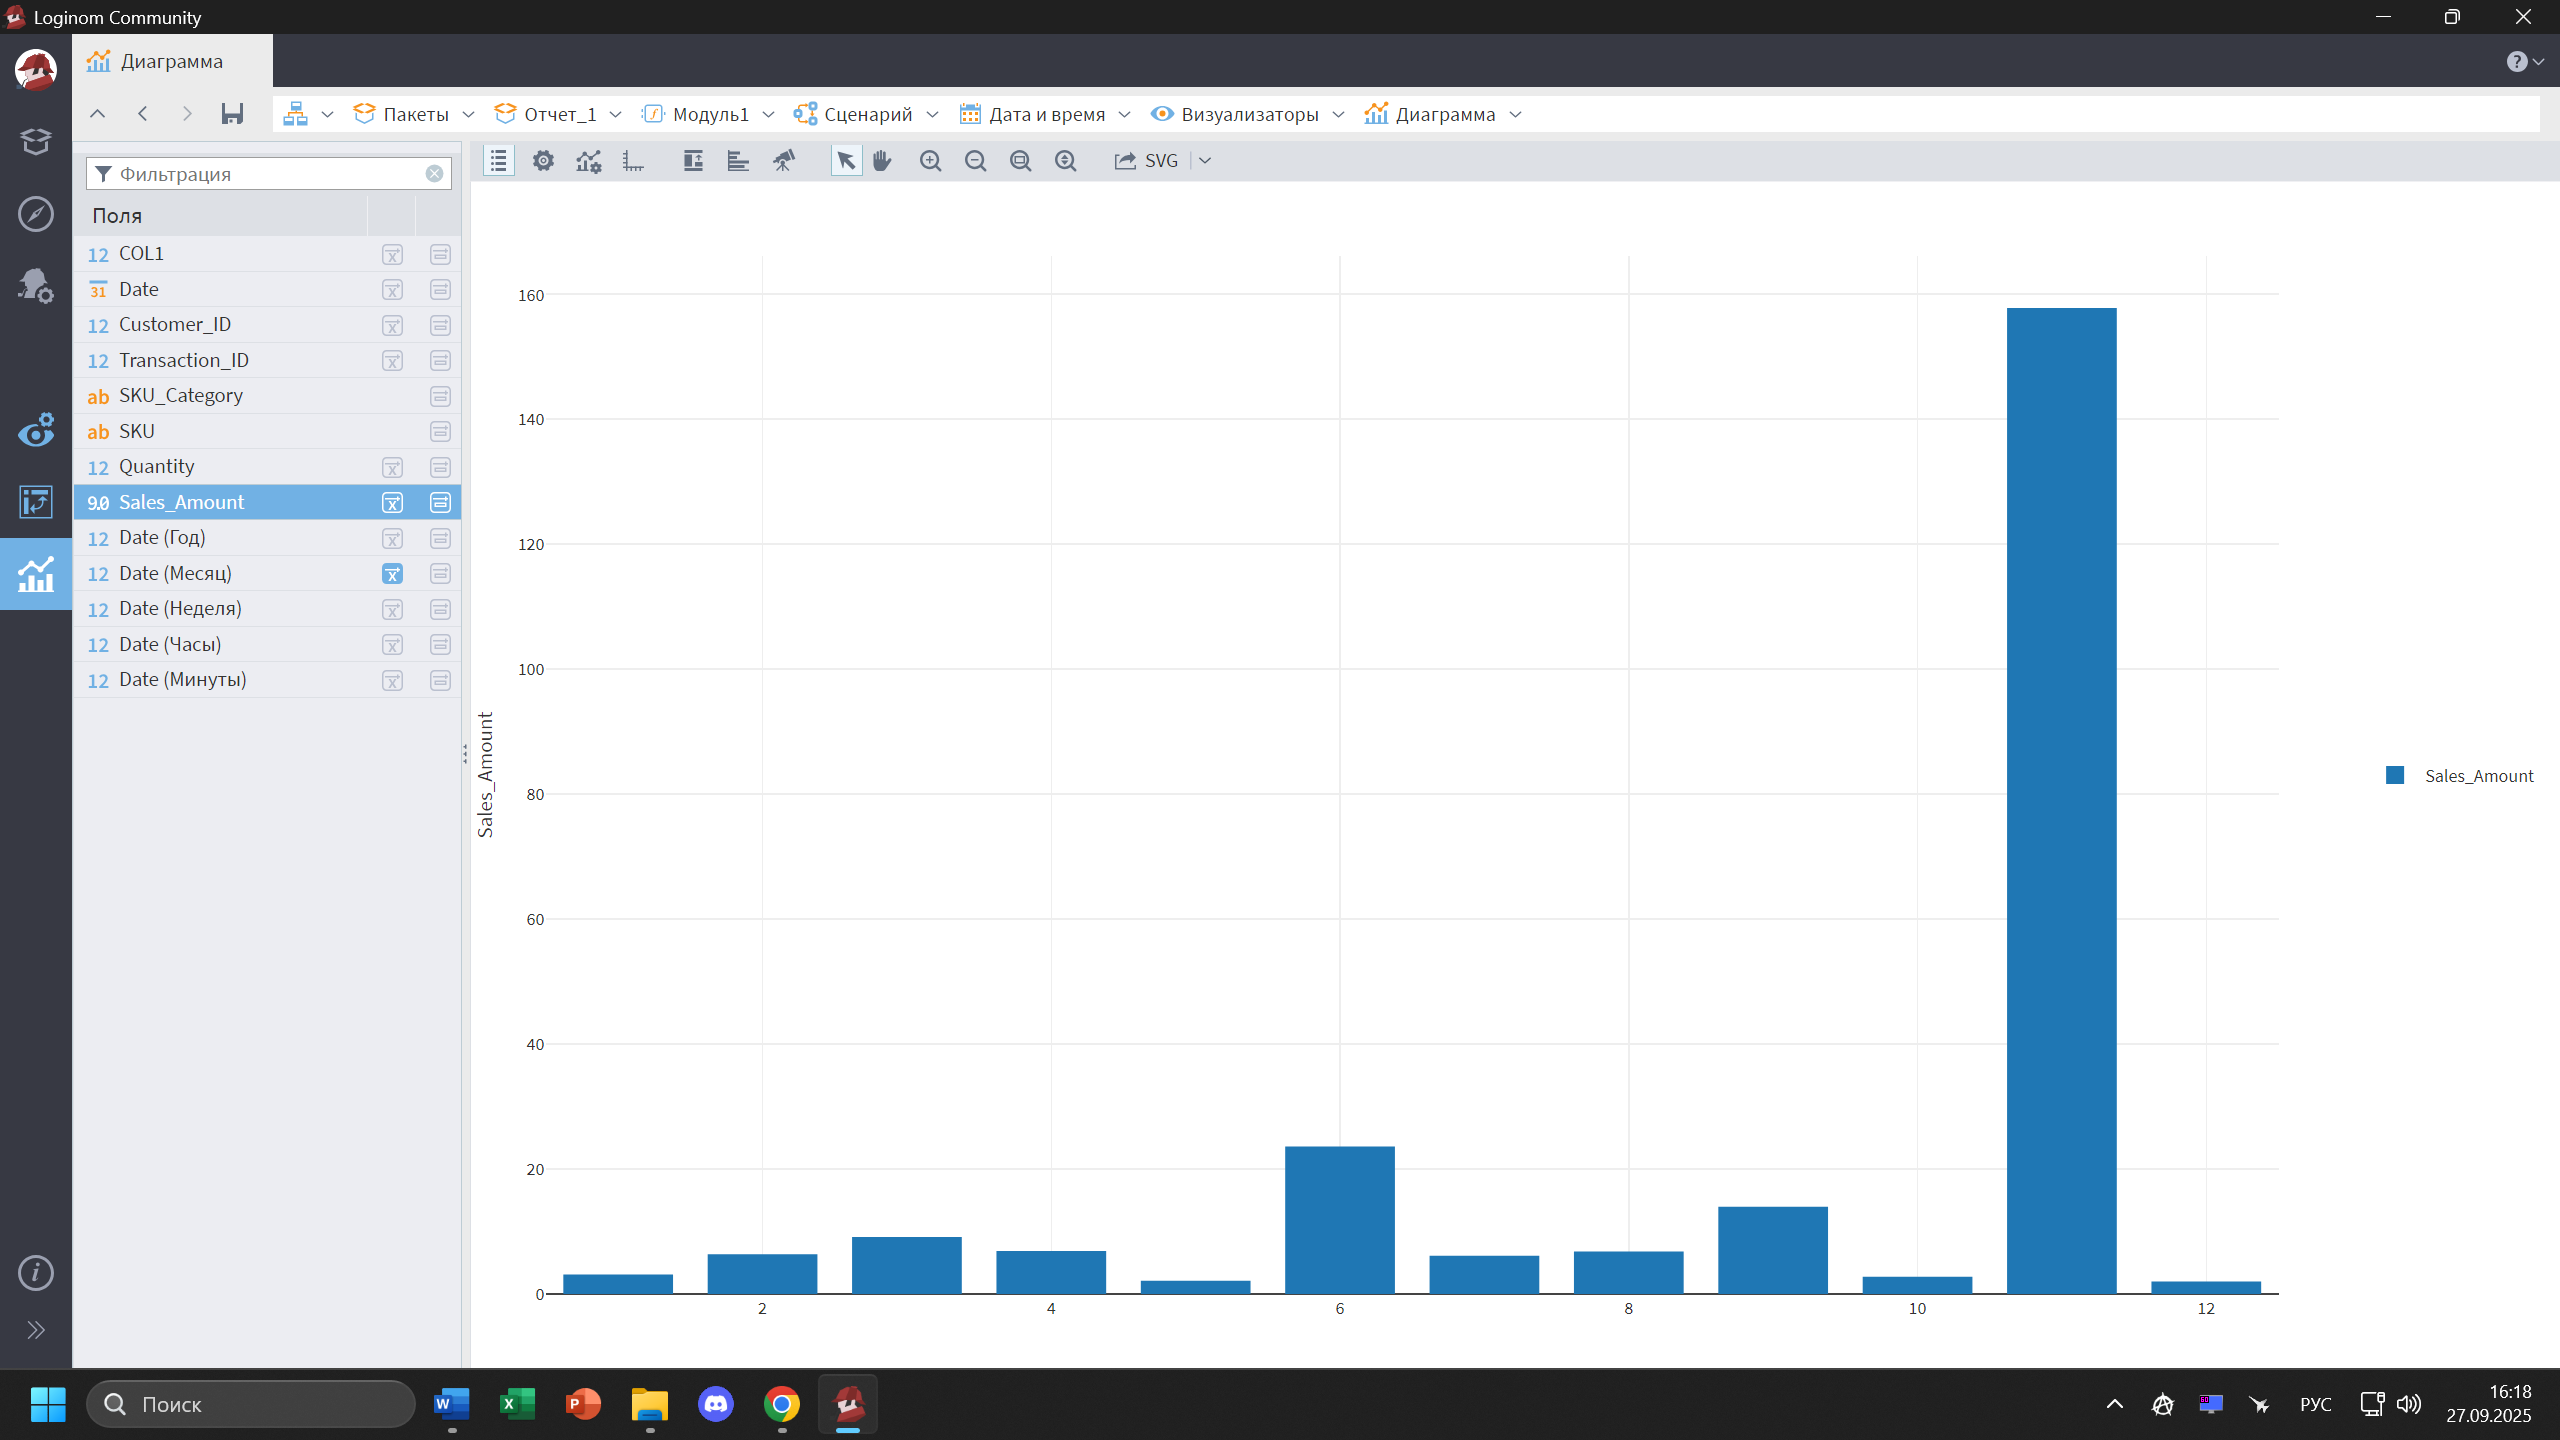 Loginom Community
Диаграмма
Пакеты
Отчет_1
Модуль1
Сценарий
Дата и время
Визуализаторы
Диаграмма
Фильтрация
SVG
Поля
12 COL1
31 Date
12 Customer_ID
12 Transaction_ID
ab SKU_Category
ab SKU
12 Quantity
9.0 Sales_Amount
12 Date (Год)
12 Date (Месяц)
12 Date (Неделя)
12 Date (Часы)
12 Date (Минуты)
Sales_Amount
160
140
120
100
80
60
40
20
0
2 4 6 8 10 12
Sales_Amount
Поиск
РУС
16:18
27.09.2025